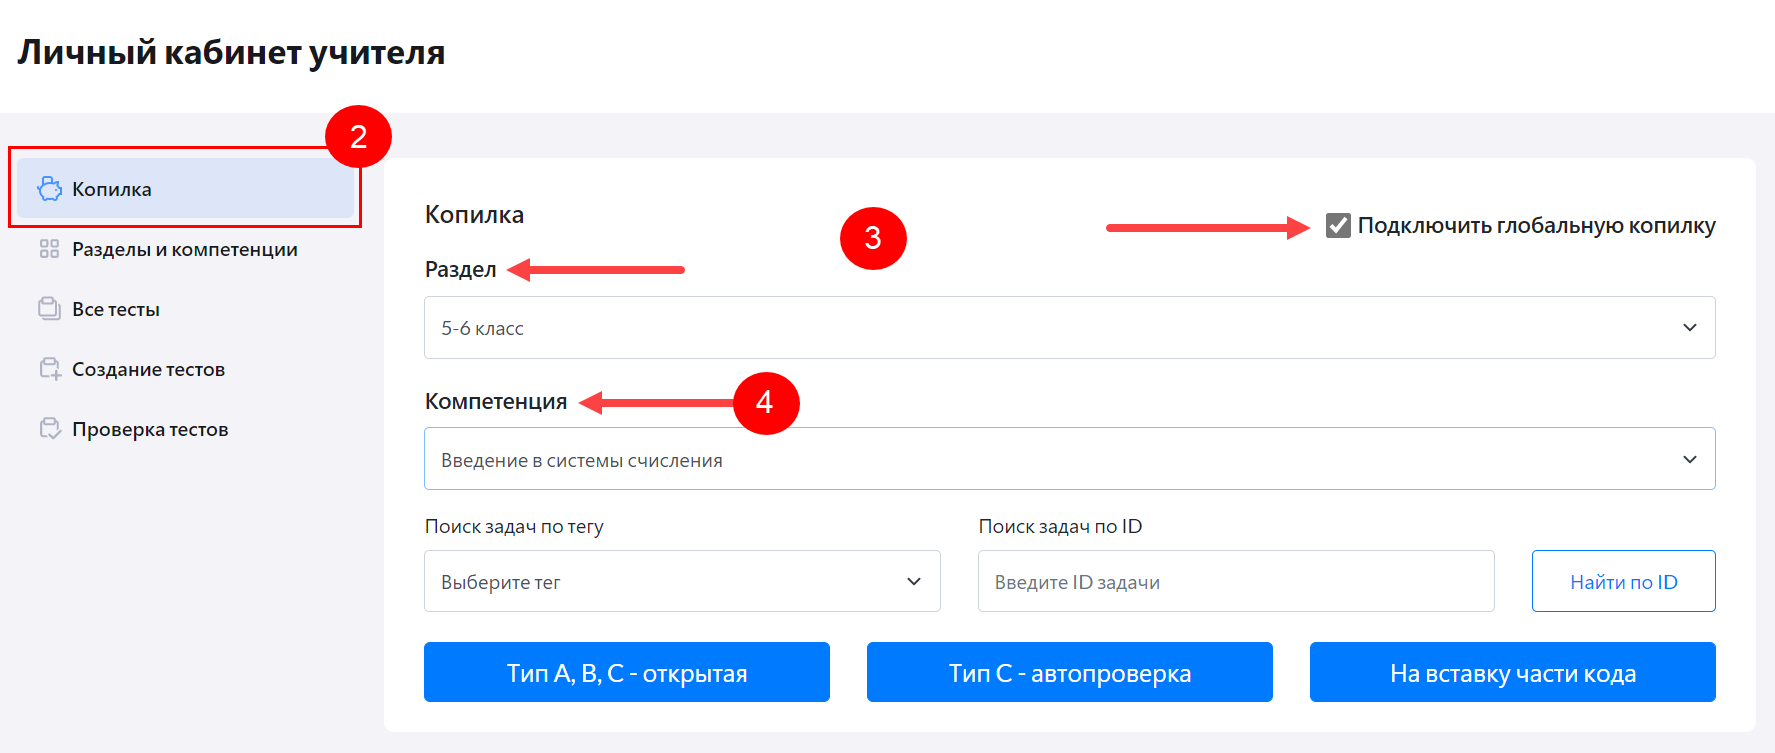 Личный кабинет учителя
2
Копилка
Разделы и компетенции
Все тесты
Создание тестов
Проверка тестов
Копилка
3
Подключить глобальную копилку
Раздел
5-6 класс
Компетенция
4
Введение в системы счисления
Поиск задач по тегу
Выберите тег
Поиск задач по ID
Введите ID задачи
Найти по ID
Тип A, B, C - открытая
Тип C - автопроверка
На вставку части кода